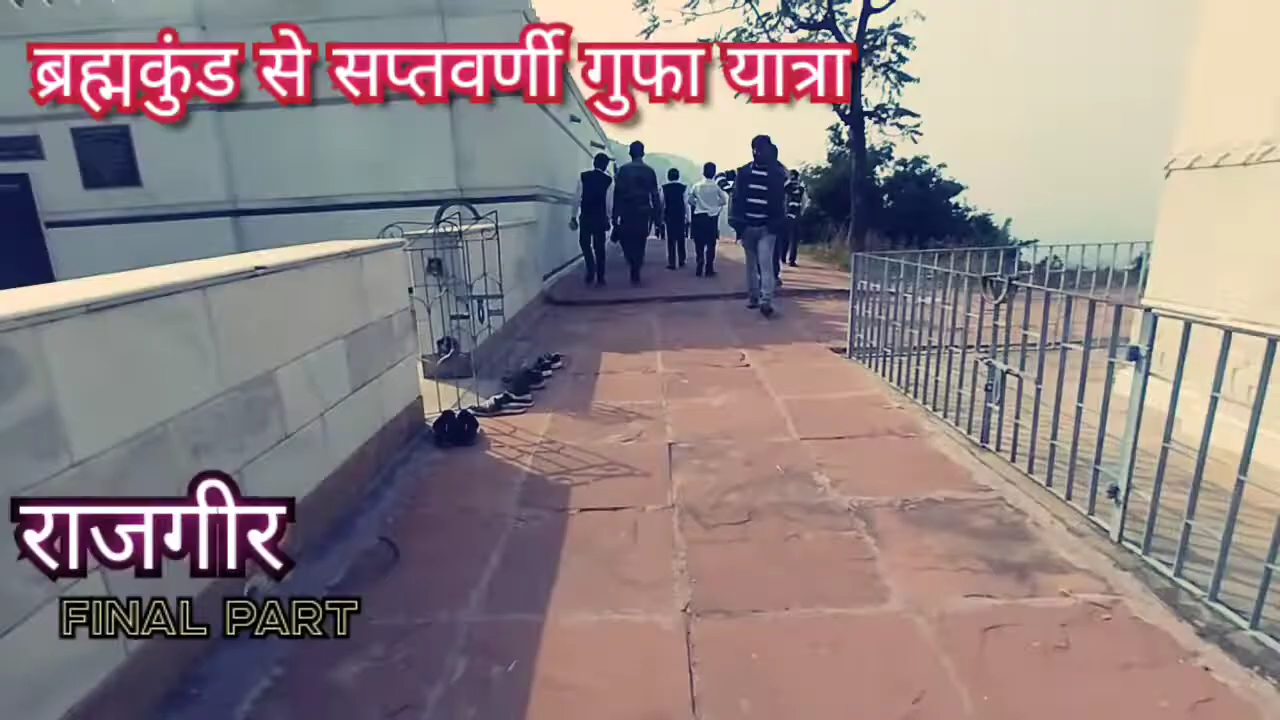 ब्रह्मकुंड से सप्तवर्णी गुफा यात्रा
राजगीर
FINAL PART